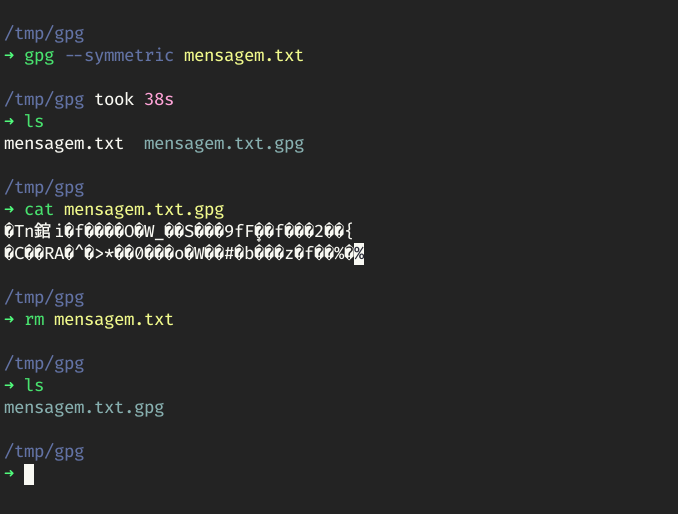 /tmp/gpg
➜ gpg --symmetric mensagem.txt
/tmp/gpg took 38s
➜ ls
mensagem.txt  mensagem.txt.gpg
/tmp/gpg
➜ cat mensagem.txt.gpg
�Tn錧i�f����O�W_��S���9fF�̞�f���2��{
�C��RA�^�>*��0���o�W��#�b���z�f��%�%
/tmp/gpg
➜ rm mensagem.txt
/tmp/gpg
➜ ls
mensagem.txt.gpg
/tmp/gpg
➜